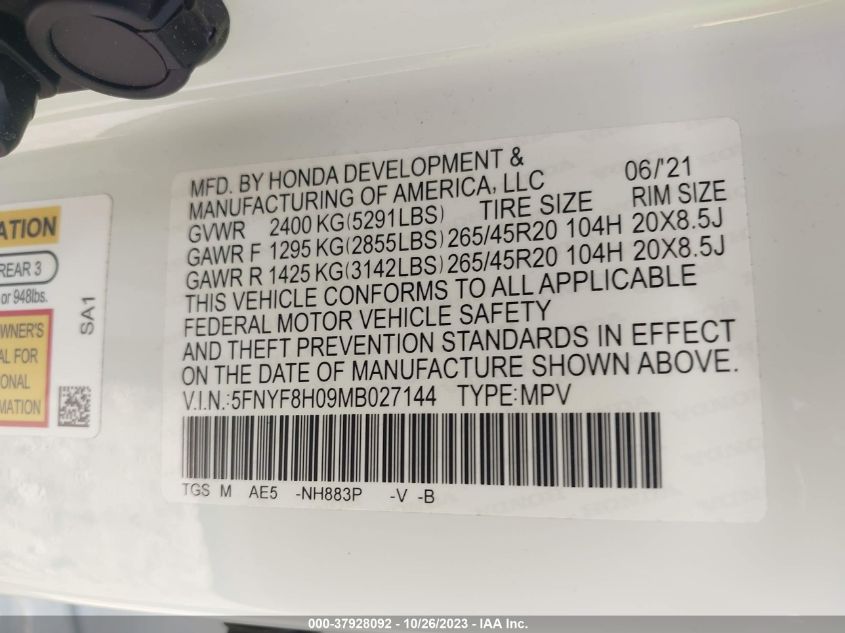 ATION
REAR 3
or 948lbs.
WNER'S
AL FOR
ONAL
MATION
SA1
MFD. BY HONDA DEVELOPMENT &
MANUFACTURING OF AMERICA, LLC 06/'21
GVWR 2400 KG(5291LBS) TIRE SIZE RIM SIZE
GAWR F 1295 KG(2855LBS) 265/45R20 104H 20X8.5J
GAWR R 1425 KG(3142LBS) 265/45R20 104H 20X8.5J
THIS VEHICLE CONFORMS TO ALL APPLICABLE
FEDERAL MOTOR VEHICLE SAFETY
AND THEFT PREVENTION STANDARDS IN EFFECT
ON THE DATE OF MANUFACTURE SHOWN ABOVE.
V.I.N.:5FNYF8H09MB027144 TYPE:MPV
TGS M AE5 -NH883P -V -B
000-37928092 - 10/26/2023 - IAA Inc.